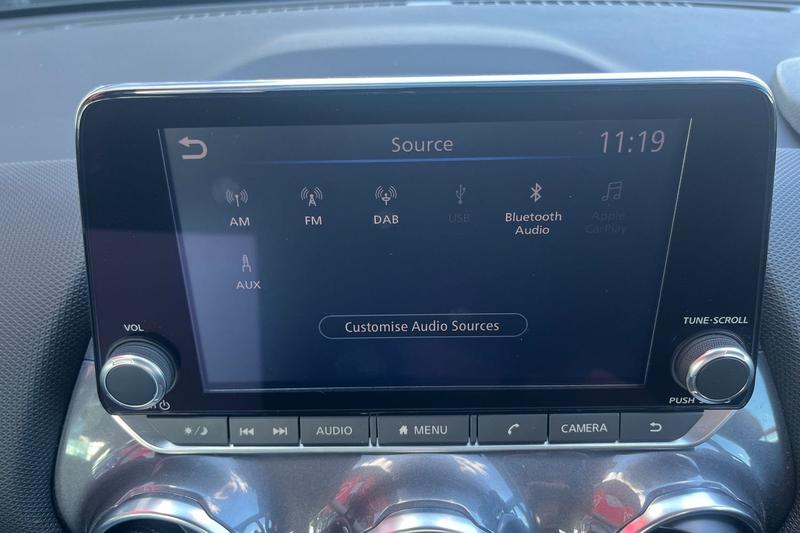 Source
11:19
AM
FM
DAB
USB
Bluetooth
Audio
Apple
CarPlay
AUX
Customise Audio Sources
VOL
TUNE·SCROLL
PUSH
AUDIO
MENU
CAMERA